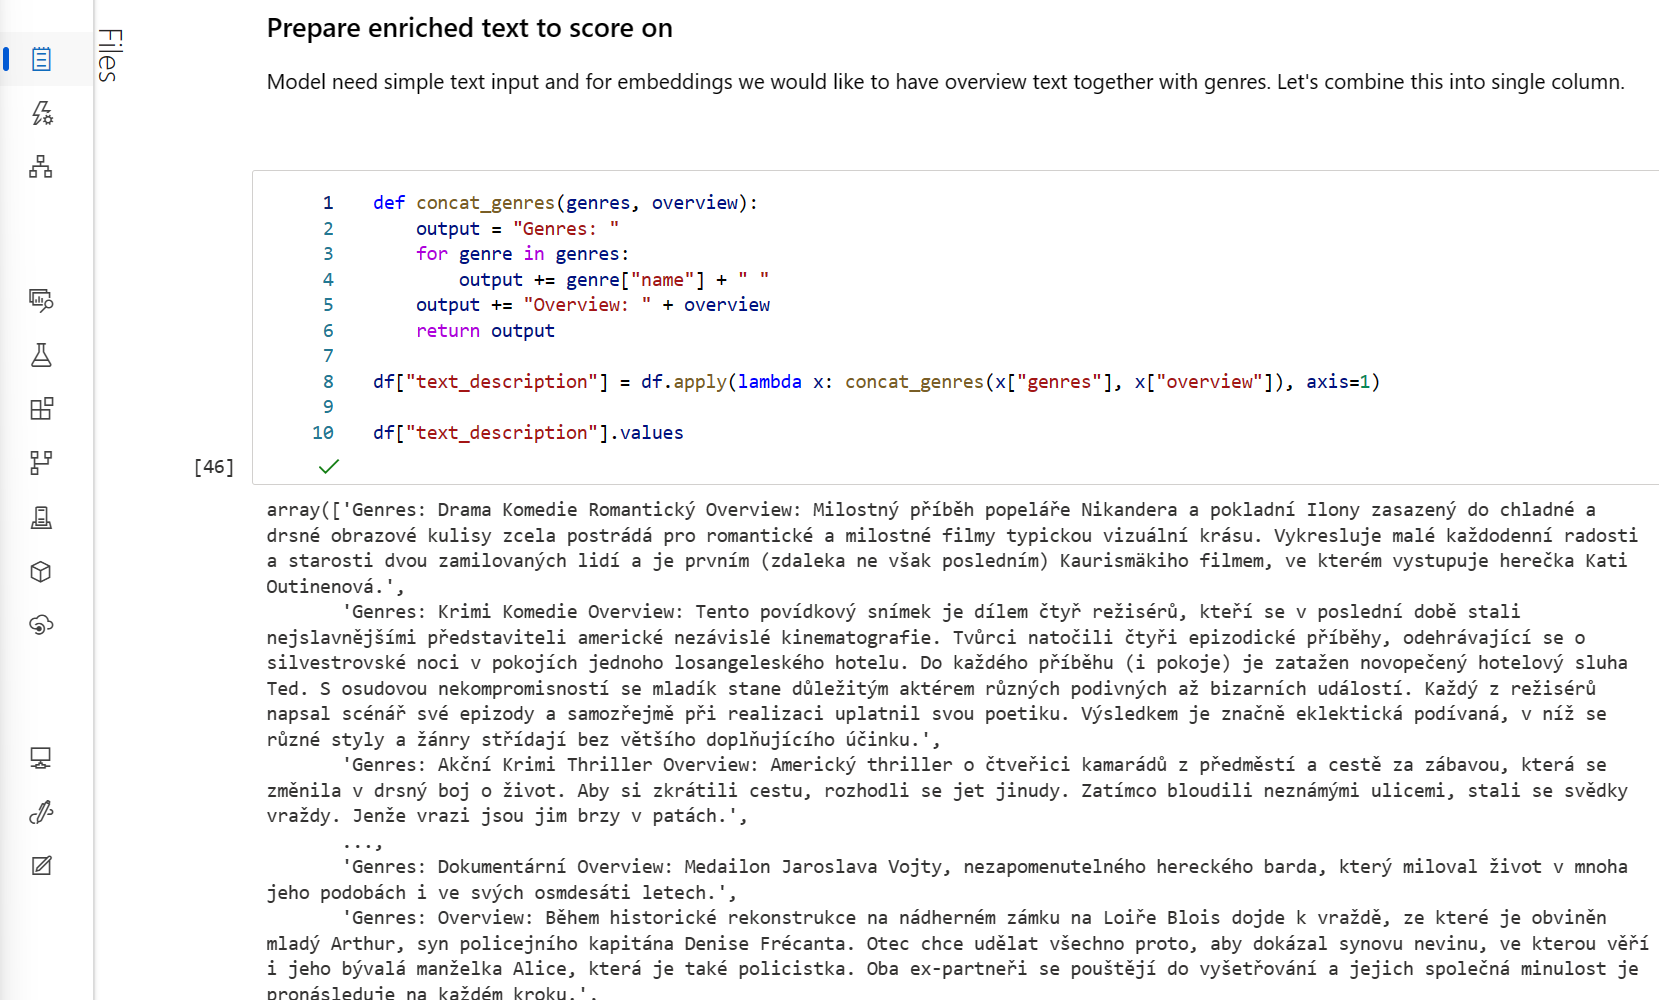 Files
Prepare enriched text to score on
Model need simple text input and for embeddings we would like to have overview text together with genres. Let's combine this into single column.
1 def concat_genres(genres, overview):
2     output = "Genres: "
3     for genre in genres:
4         output += genre["name"] + " "
5     output += "Overview: " + overview
6     return output
7
8 df["text_description"] = df.apply(lambda x: concat_genres(x["genres"], x["overview"]), axis=1)
9
10 df["text_description"].values
[46]
array(['Genres: Drama Komedie Romantický Overview: Milostný příběh popeláře Nikandera a pokladní Ilony zasazený do chladné a
drsné obrazové kulisy zcela postrádá pro romantické a milostné filmy typickou vizuální krásu. Vykresluje malé každodenní radosti
a starosti dvou zamilovaných lidí a je prvním (zdaleka ne však posledním) Kaurismäkiho filmem, ve kterém vystupuje herečka Kati
Outinenová.',
'Genres: Krimi Komedie Overview: Tento povídkový snímek je dílem čtyř režisérů, kteří se v poslední době stali
nejslavnějšími představiteli americké nezávislé kinematografie. Tvůrci natočili čtyři epizodické příběhy, odehrávající se o
silvestrovské noci v pokojích jednoho losangeleského hotelu. Do každého příběhu (i pokoje) je zatažen novopečený hotelový sluha
Ted. S osudovou nekompromisností se mladík stane důležitým aktérem různých podivných až bizarních událostí. Každý z režisérů
napsal scénář své epizody a samozřejmě při realizaci uplatnil svou poetiku. Výsledkem je značně eklektická podívaná, v níž se
různé styly a žánry střídají bez většího doplňujícího účinku.',
'Genres: Akční Krimi Thriller Overview: Americký thriller o čtveřici kamarádů z předměstí a cestě za zábavou, která se
změnila v drsný boj o život. Aby si zkrátili cestu, rozhodli se jet jinudy. Zatímco bloudili neznámými ulicemi, stali se svědky
vraždy. Jenže vrazi jsou jim brzy v patách.',
...,
'Genres: Dokumentární Overview: Medailon Jaroslava Vojty, nezapomenutelného hereckého barda, který miloval život v mnoha
jeho podobách i ve svých osmdesáti letech.',
'Genres: Overview: Během historické rekonstrukce na nádherném zámku na Loiře Blois dojde k vraždě, ze které je obviněn
mladý Arthur, syn policejního kapitána Denise Frécanta. Otec chce udělat všechno proto, aby dokázal synovu nevinu, ve kterou věří
i jeho bývalá manželka Alice, která je také policistka. Oba ex-partneři se pouštějí do vyšetřování a jejich společná minulost je
pronásleduje na každém kroku.',